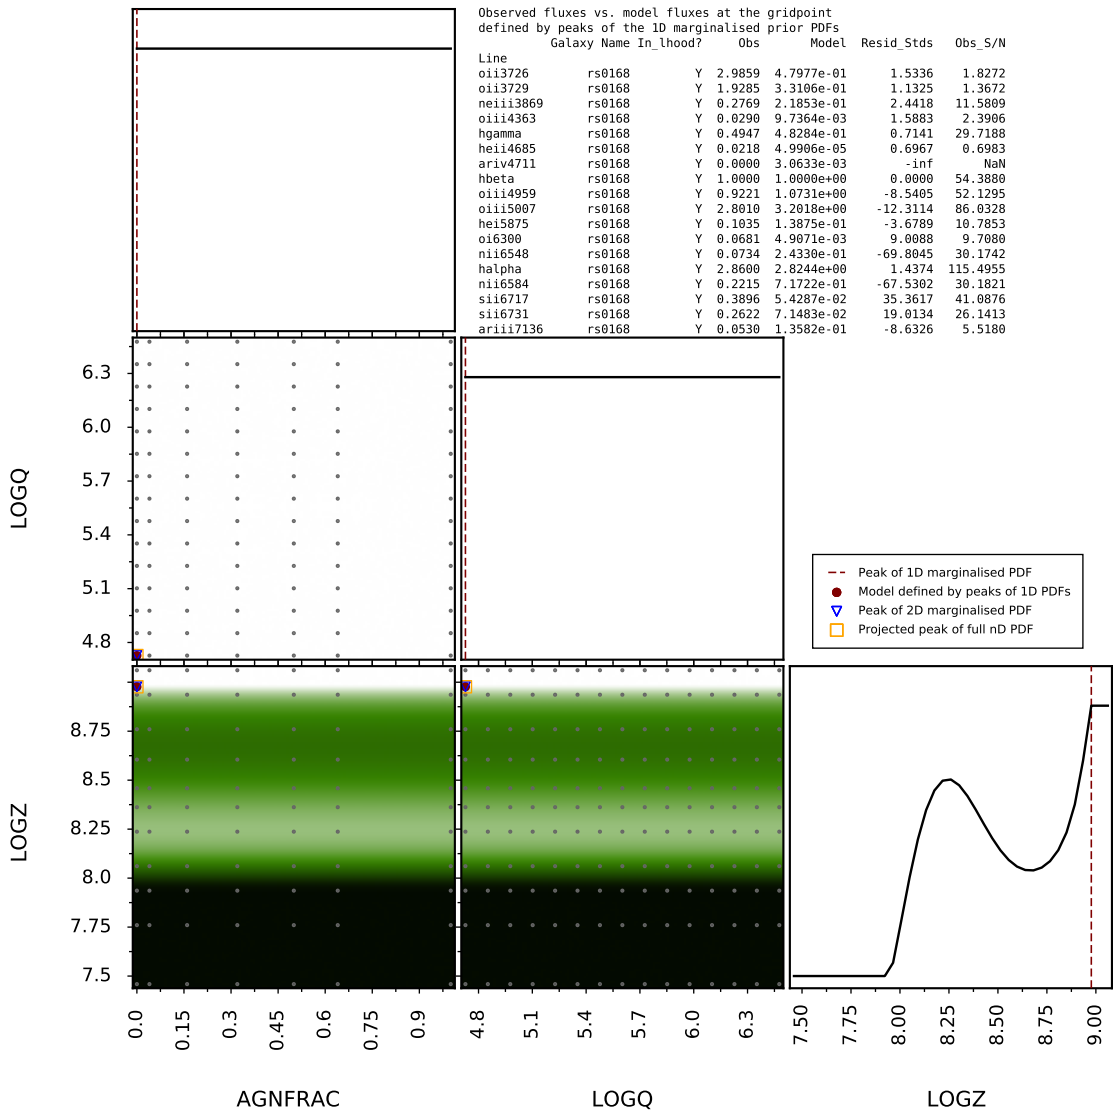 Observed fluxes vs. model fluxes at the gridpoint
defined by peaks of the 1D marginalised prior PDFs
Galaxy Name In_lhood? Obs Model Resid_Stds Obs_S/N
Line
oii3726 rs0168 Y 2.9859 4.7977e-01 1.5336 1.8272
oii3729 rs0168 Y 1.9285 3.3106e-01 1.1325 1.3672
neiii3869 rs0168 Y 0.2769 2.1853e-01 2.4418 11.5809
oiii4363 rs0168 Y 0.0290 9.7364e-03 1.5883 2.3906
hgamma rs0168 Y 0.4947 4.8284e-01 0.7141 29.7188
heii4685 rs0168 Y 0.0218 4.9906e-05 0.6967 0.6983
ariv4711 rs0168 Y 0.0000 3.0633e-03 -inf NaN
hbeta rs0168 Y 1.0000 1.0000e+00 0.0000 54.3880
oiii4959 rs0168 Y 0.9221 1.0731e+00 -8.5405 52.1295
oiii5007 rs0168 Y 2.8010 3.2018e+00 -12.3114 86.0328
hei5875 rs0168 Y 0.1035 1.3875e-01 -3.6789 10.7853
oi6300 rs0168 Y 0.0681 4.9071e-03 9.0088 9.7080
nii6548 rs0168 Y 0.0734 2.4330e-01 -69.8045 30.1742
halpha rs0168 Y 2.8600 2.8244e+00 1.4374 115.4955
nii6584 rs0168 Y 0.2215 7.1722e-01 -67.5302 30.1821
sii6717 rs0168 Y 0.3896 5.4287e-02 35.3617 41.0876
sii6731 rs0168 Y 0.2622 7.1483e-02 19.0134 26.1413
ariii7136 rs0168 Y 0.0530 1.3582e-01 -8.6326 5.5180
6.3
6.0
5.7
5.4
5.1
4.8
LOGQ
Peak of 1D marginalised PDF
Model defined by peaks of 1D PDFs
Peak of 2D marginalised PDF
Projected peak of full nD PDF
8.75
8.5
8.25
8.0
7.75
7.5
LOGZ
0.0 0.15 0.3 0.45 0.6 0.75 0.9
4.8 5.1 5.4 5.7 6.0 6.3
7.50 7.75 8.00 8.25 8.50 8.75 9.00
AGNFRAC LOGQ LOGZ